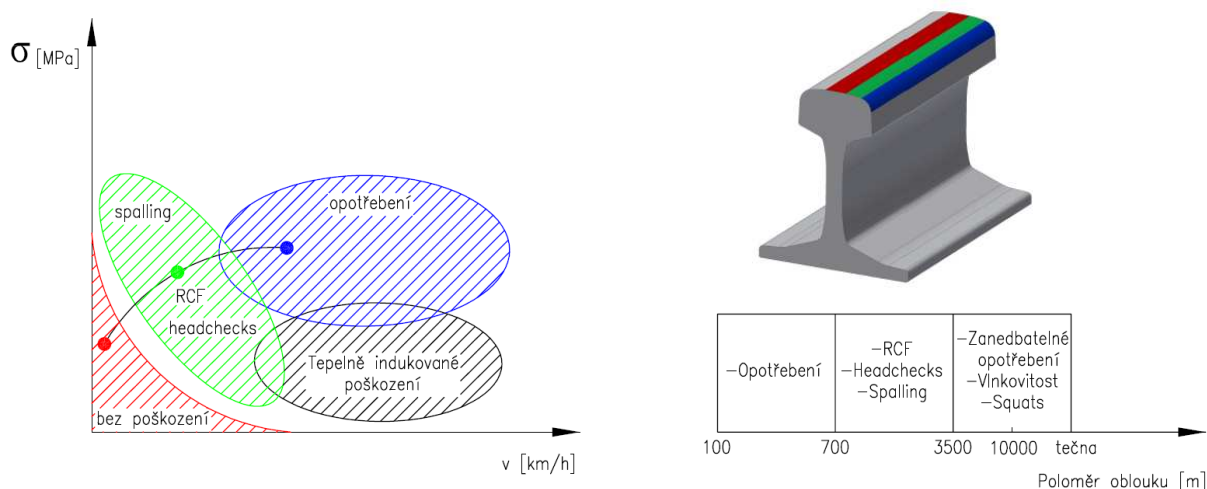 σ [MPa]
spalling
opotřebení
RCF
headchecks
Tepelně indukované
poškození
bez poškození
v [km/h]
-Opotřebení
-RCF
-Headchecks
-Spalling
-Zanedbatelné
opotřebení
-Vlnkovitost
-Squats
100
700
3500
10000
tečna
Poloměr oblouku [m]